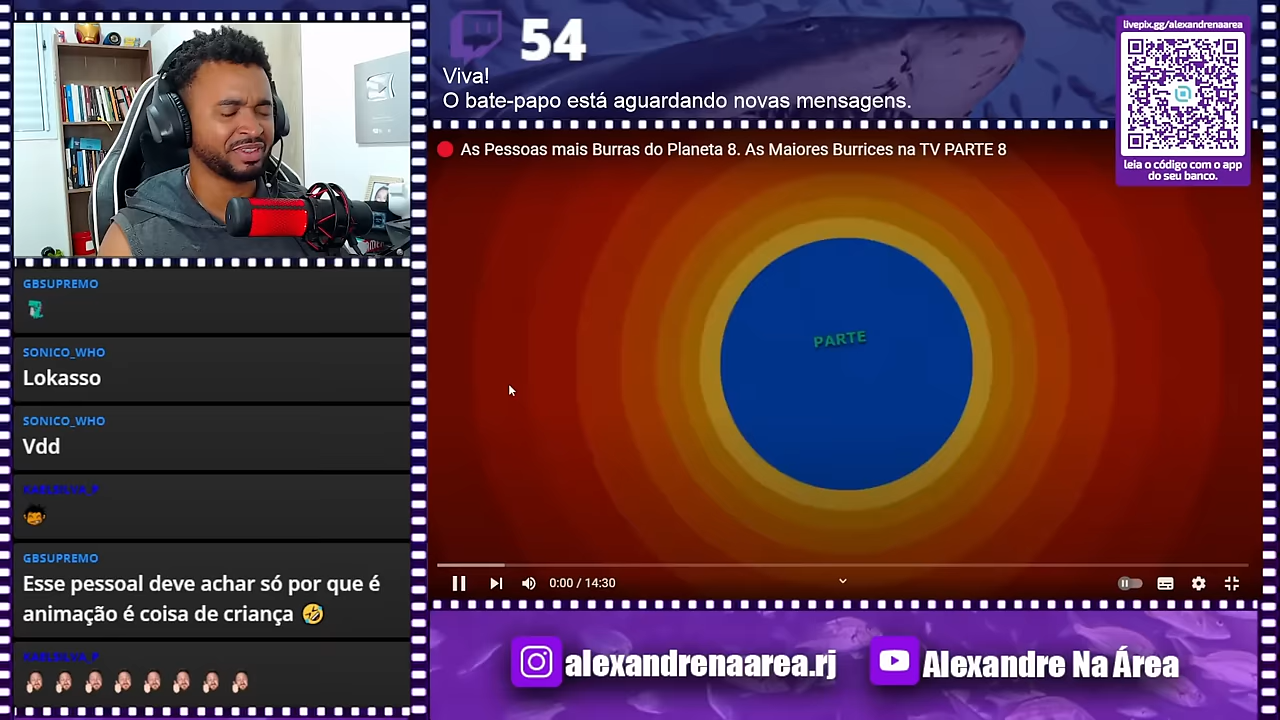 54
Viva!
O bate-papo está aguardando novas mensagens.
livepix.gg/alexandrenaarea
leia o código com o app
do seu banco.
As Pessoas mais Burras do Planeta 8. As Maiores Burrices na TV PARTE 8
PARTE
0:00 / 14:30
GBSUPREMO
SONICO_WHO
Lokasso
SONICO_WHO
Vdd
GBSUPREMO
Esse pessoal deve achar só por que é
animação é coisa de criança 🤣
alexandrenaarea.rj
Alexandre Na Área